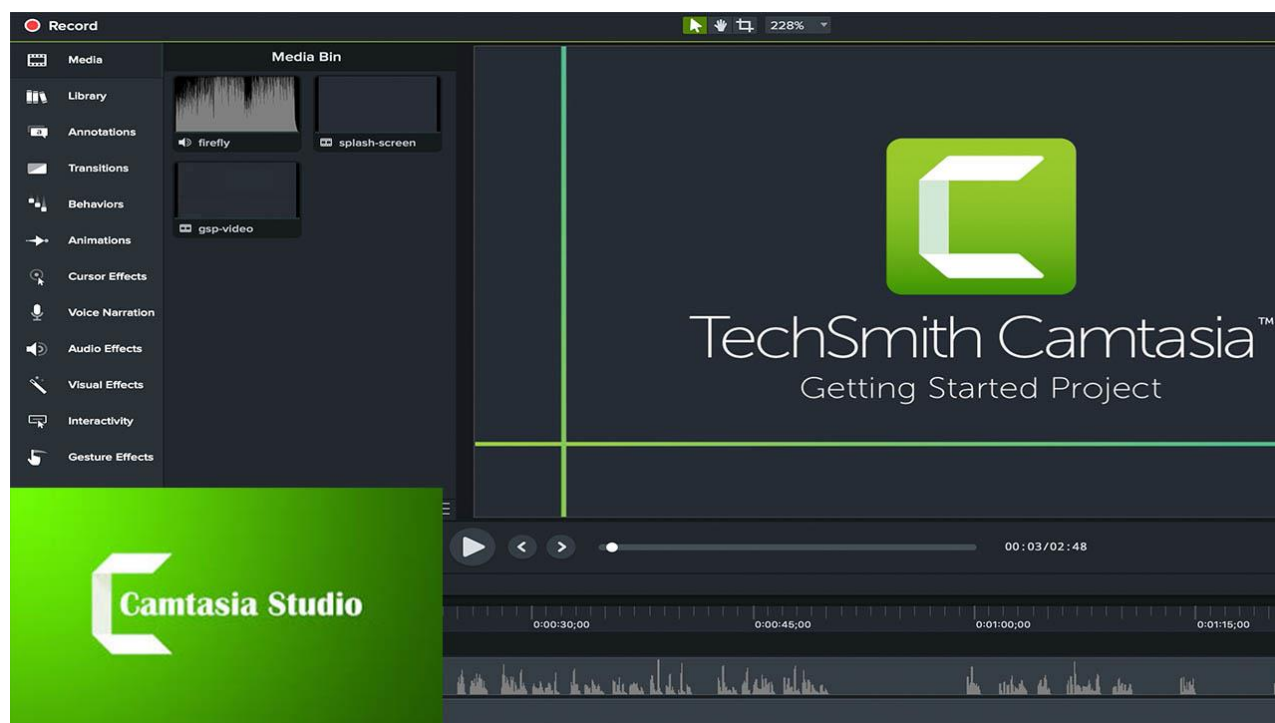 Record
228%
Media
Library
Annotations
Transitions
Behaviors
Animations
Cursor Effects
Voice Narration
Audio Effects
Visual Effects
Interactivity
Gesture Effects
Media Bin
firefly
splash-screen
gsp-video
TechSmith Camtasia™
Getting Started Project
00:03/02:48
Camtasia Studio
0:00:30;00 0:00:45;00 0:01:00;00 0:01:15;00